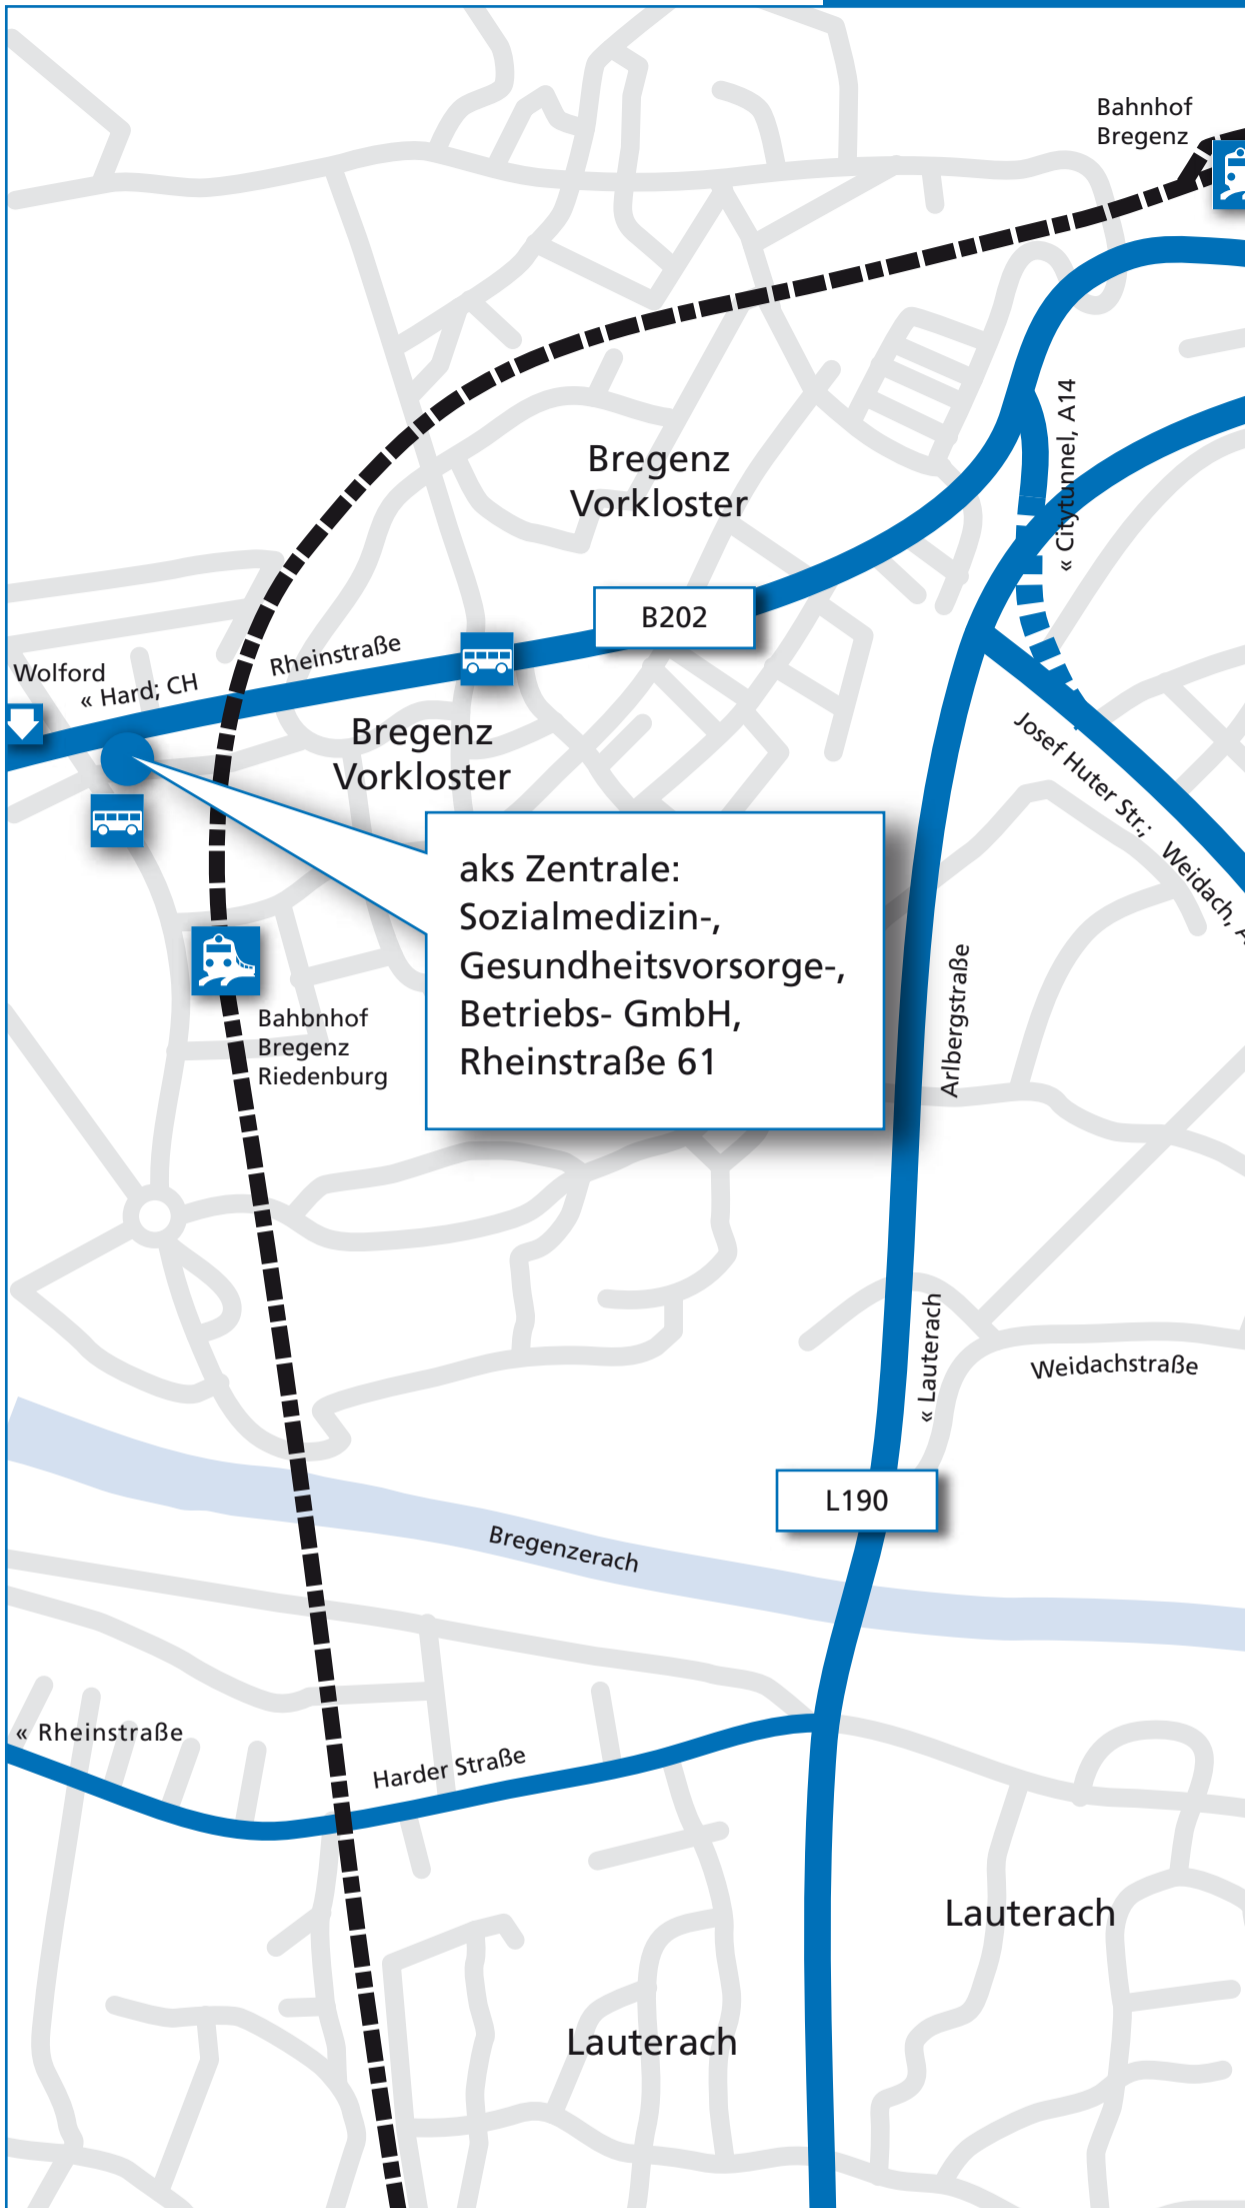 Bahnhof
Bregenz
« Citytunnel, A14
Bregenz
Vorkloster
B202
Rheinstraße
Wolford
« Hard; CH
Bregenz
Vorkloster
Josef Huter Str.; Weidach, A
aks Zentrale:
Sozialmedizin-,
Gesundheitsvorsorge-,
Betriebs- GmbH,
Rheinstraße 61
Arlbergstraße
Bahbnhof
Bregenz
Riedenburg
« Lauterach
Weidachstraße
L190
Bregenzerach
« Rheinstraße
Harder Straße
Lauterach
Lauterach